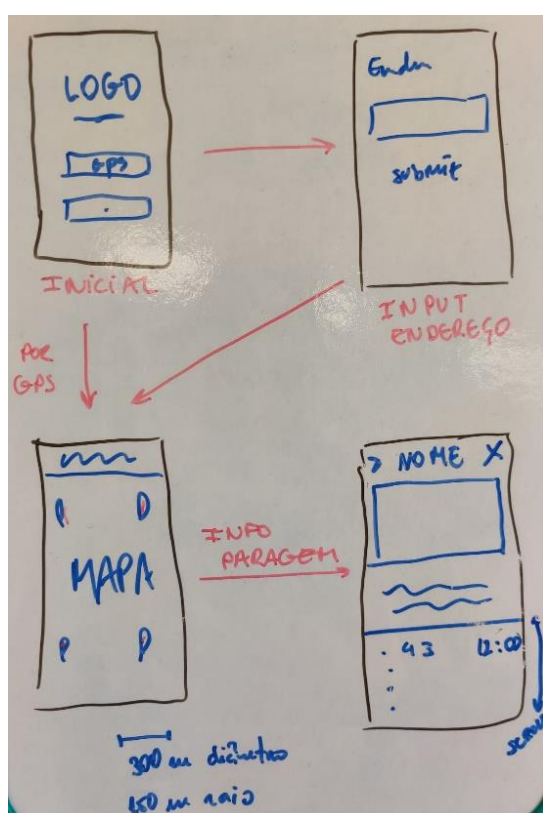 LOGO
GPS
INICIAL
submit
INPUT
ENDEREÇO
POR
GPS
MAPA
INFO
PARAGEM
> NOME X
. 43 12:00
300 m diâmetro
150 m raio